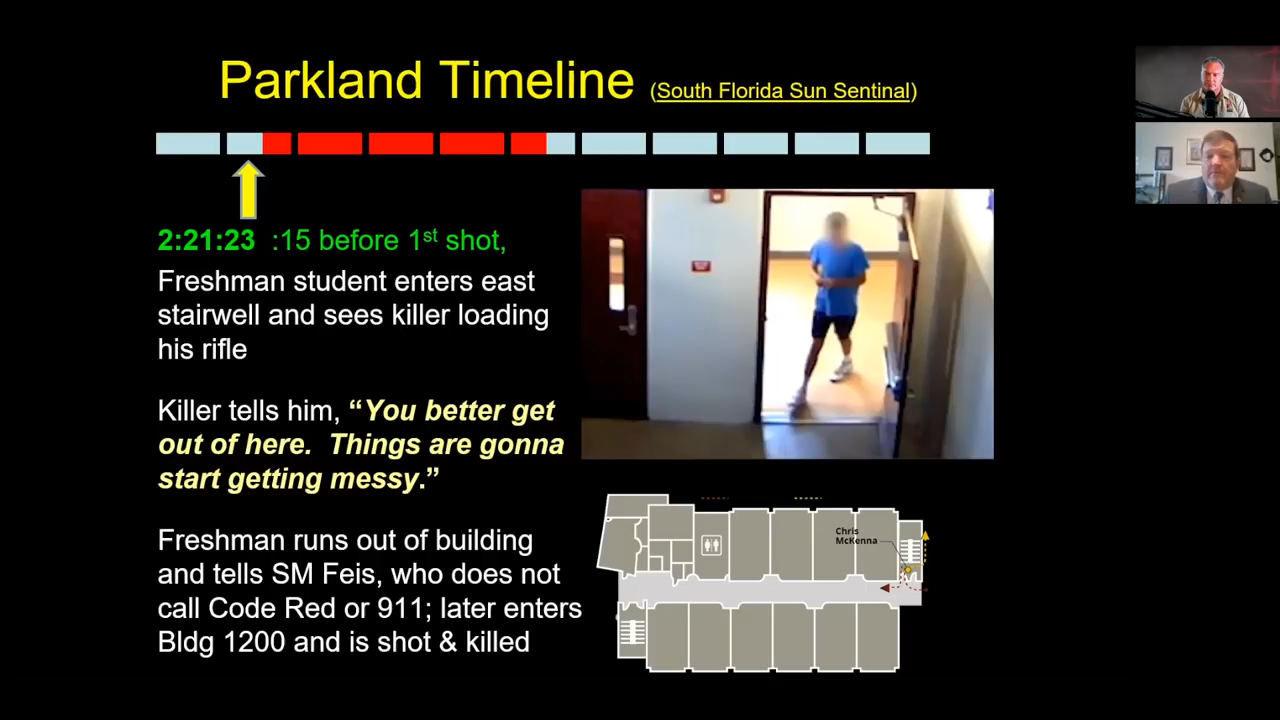 Parkland Timeline (South Florida Sun Sentinal)
2:21:23 :15 before 1st shot,
Freshman student enters east
stairwell and sees killer loading
his rifle
Killer tells him, “You better get
out of here. Things are gonna
start getting messy.”
Freshman runs out of building
and tells SM Feis, who does not
call Code Red or 911; later enters
Bldg 1200 and is shot & killed
Chris
McKenna